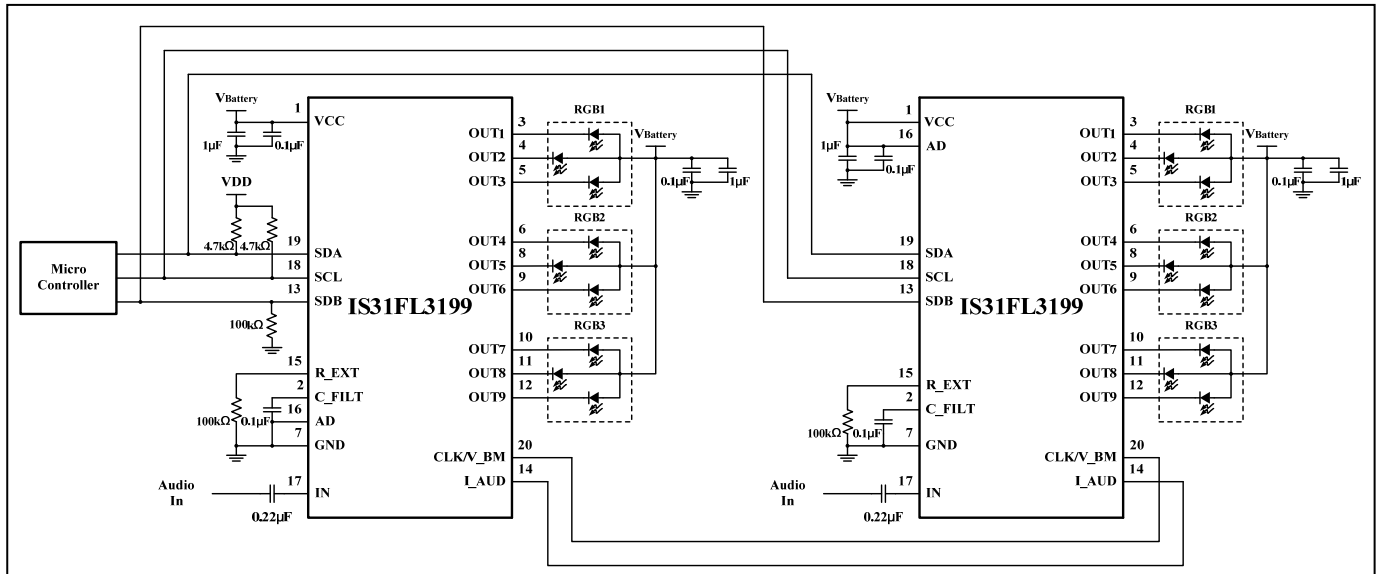 Micro
Controller
VBattery
1
VCC
1µF
0.1µF
VDD
4.7kΩ
4.7kΩ
19
SDA
18
SCL
13
SDB
100kΩ
IS31FL3199
15
R_EXT
2
C_FILT
16
AD
7
GND
100kΩ
0.1µF
Audio
In
17
IN
0.22µF
3
OUT1
4
OUT2
5
OUT3
6
OUT4
8
OUT5
9
OUT6
10
OUT7
11
OUT8
12
OUT9
20
CLK/V_BM
14
I_AUD
RGB1
RGB2
RGB3
VBattery
0.1µF
1µF
VBattery
1
VCC
16
AD
1µF
0.1µF
19
SDA
18
SCL
13
SDB
IS31FL3199
15
R_EXT
2
C_FILT
7
GND
100kΩ
0.1µF
Audio
In
17
IN
0.22µF
3
OUT1
4
OUT2
5
OUT3
6
OUT4
8
OUT5
9
OUT6
10
OUT7
11
OUT8
12
OUT9
20
CLK/V_BM
14
I_AUD
RGB1
RGB2
RGB3
VBattery
0.1µF
1µF